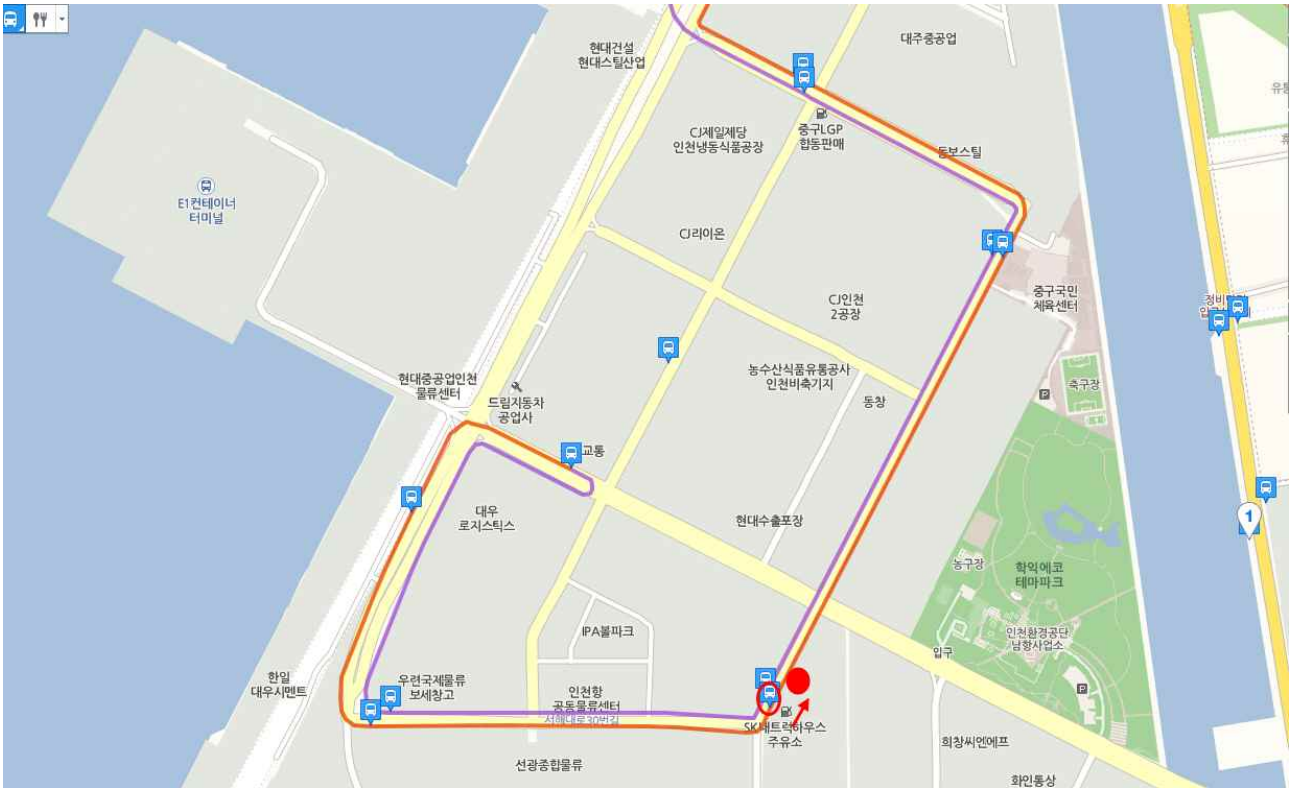 대주중공업
현대건설
현대스틸산업
CJ제일제당
인천냉동식품공장
중구LGP
합동판매
동보스틸
E1컨테이너
터미널
CJ라이온
중구국민
체육센터
CJ인천
2공장
현대중공업인천
물류센터
드림자동차
공업사
농수산식품유통공사
인천비축기지
동창
축구장
P
교통
대우
로지스틱스
현대수출포장
1
농구장
학익에코
테마파크
IPA볼파크
인천환경공단
남항사업소
입구
한일
대우시멘트
우련국제물류
보세창고
인천항
공동물류센터
서해대로30번길
P
주유소
희창씨엔에프
선광종합물류
화인통상